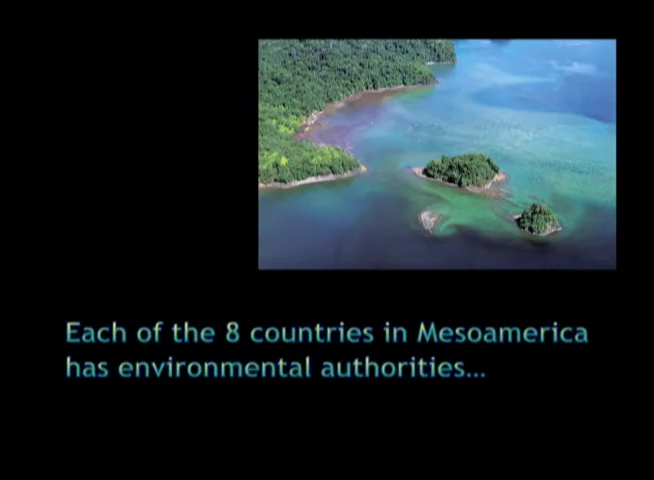 Each of the 8 countries in Mesoamerica
has environmental authorities…